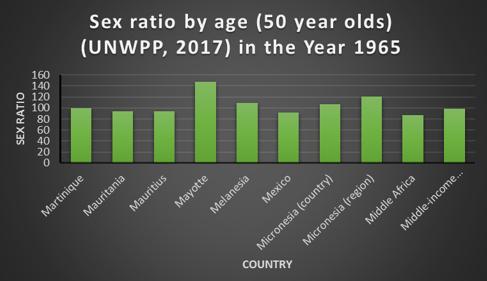 Sex ratio by age (50 year olds)
(UNWPP, 2017) in the Year 1965
SEX RATIO
160
140
120
100
80
60
40
20
0
Martinique
Mauritania
Mauritius
Mayotte
Melanesia
Mexico
Micronesia (country)
Micronesia (region)
Middle Africa
Middle-income...
COUNTRY